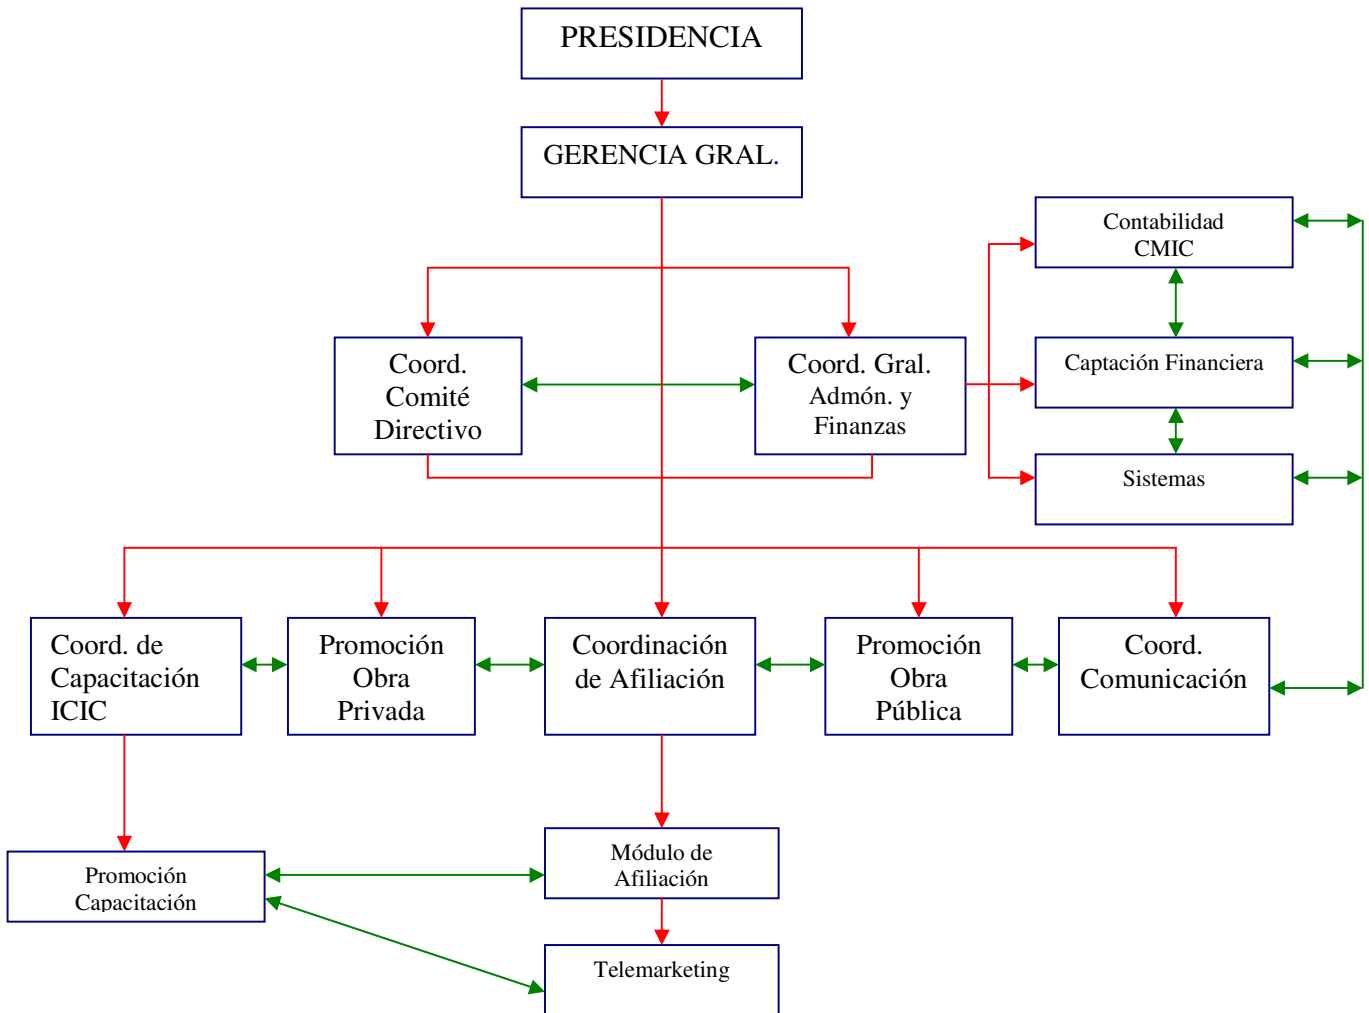 PRESIDENCIA
GERENCIA GRAL.
Contabilidad
CMIC
Coord.
Comité
Directivo
Coord. Gral.
Admón. y
Finanzas
Captación Financiera
Sistemas
Coord. de
Capacitación
ICIC
Promoción
Obra
Privada
Coordinación
de Afiliación
Promoción
Obra
Pública
Coord.
Comunicación
Promoción
Capacitación
Módulo de
Afiliación
Telemarketing